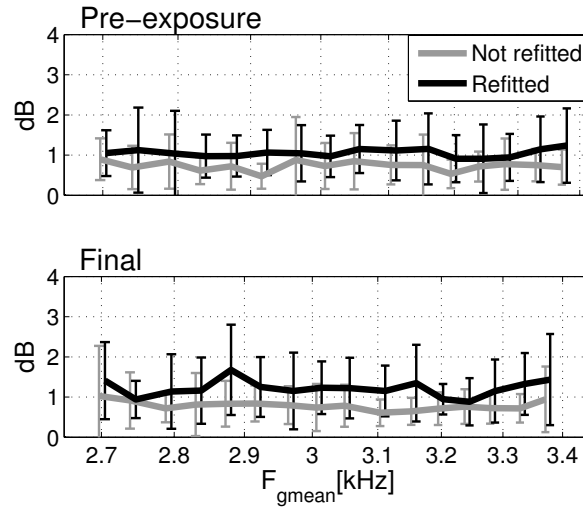 Pre-exposure
4
3
2
1
0
dB
Not refitted
Refitted
Final
4
3
2
1
0
dB
2.7 2.8 2.9 3 3.1 3.2 3.3 3.4
F_gmean[kHz]